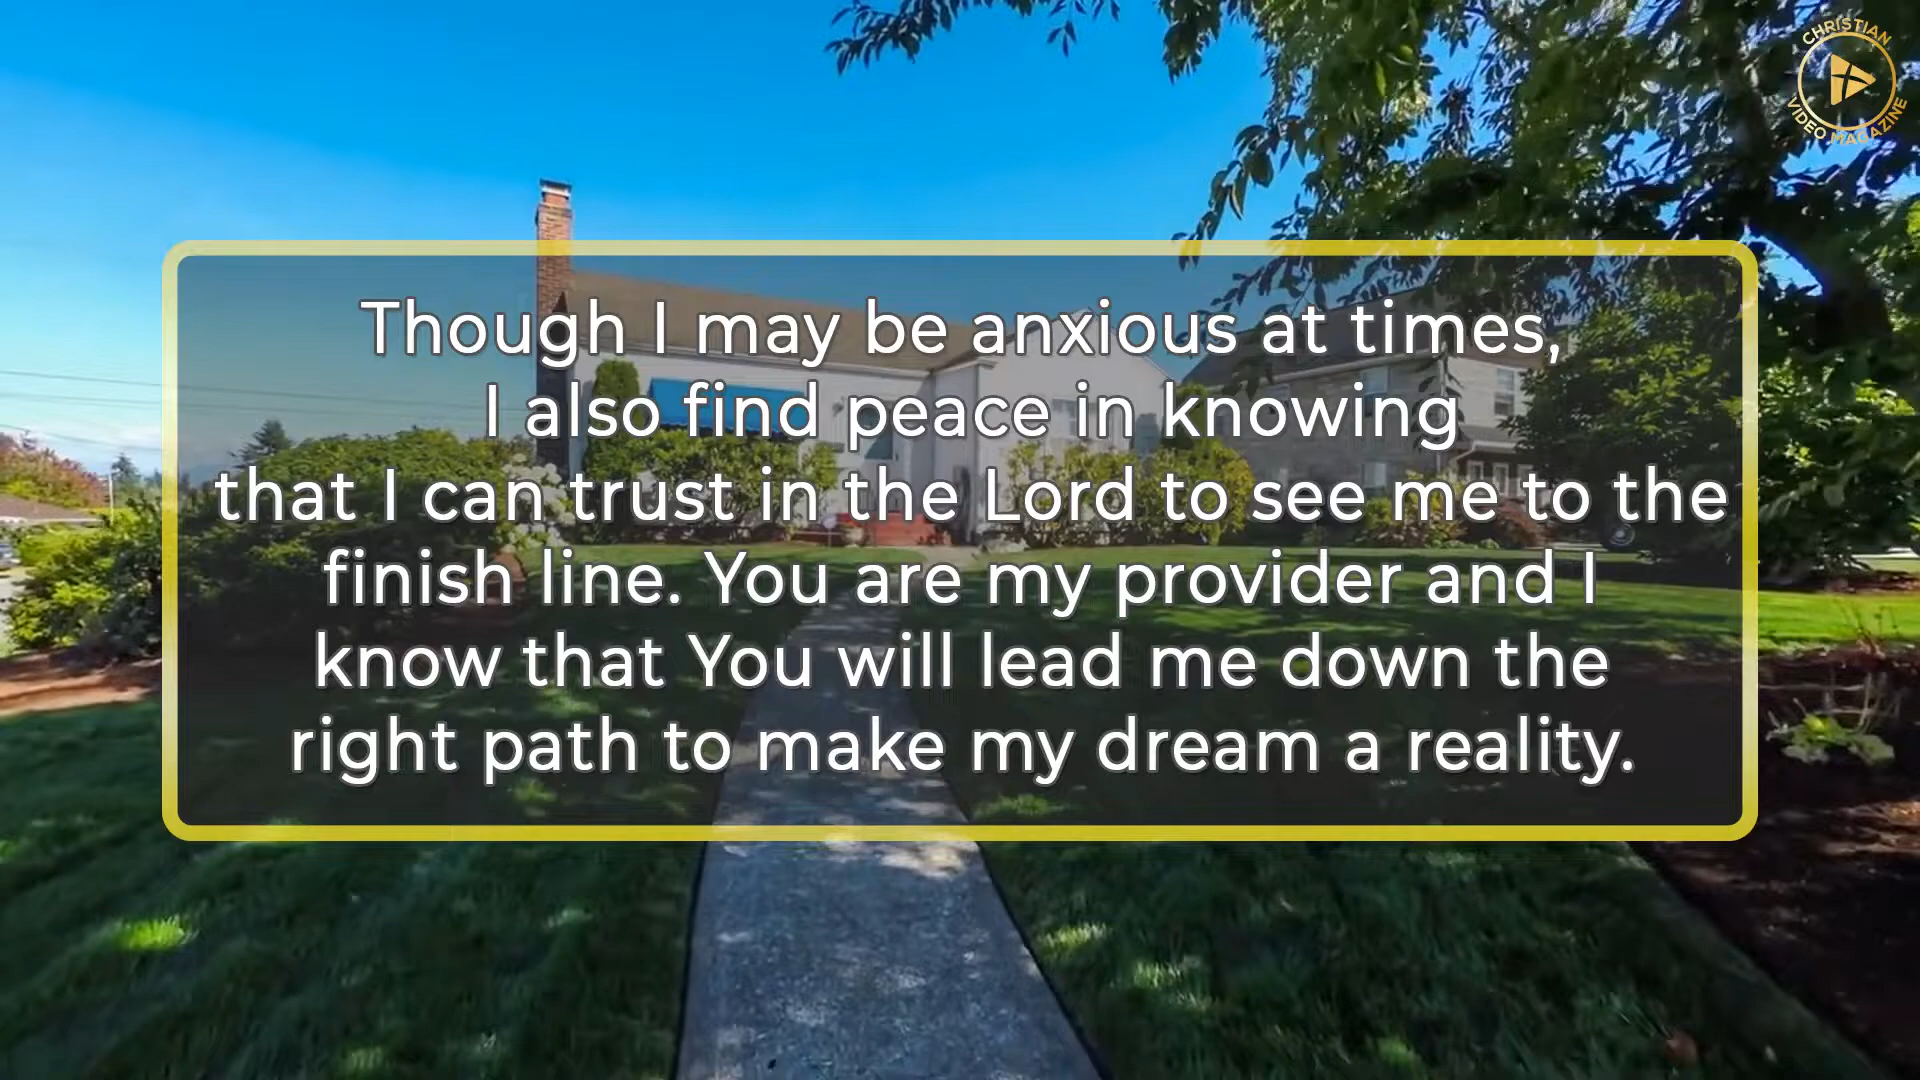 CHRISTIAN
VIDEO MAGAZINE
Though I may be anxious at times,
I also find peace in knowing
that I can trust in the Lord to see me to the
finish line. You are my provider and I
know that You will lead me down the
right path to make my dream a reality.